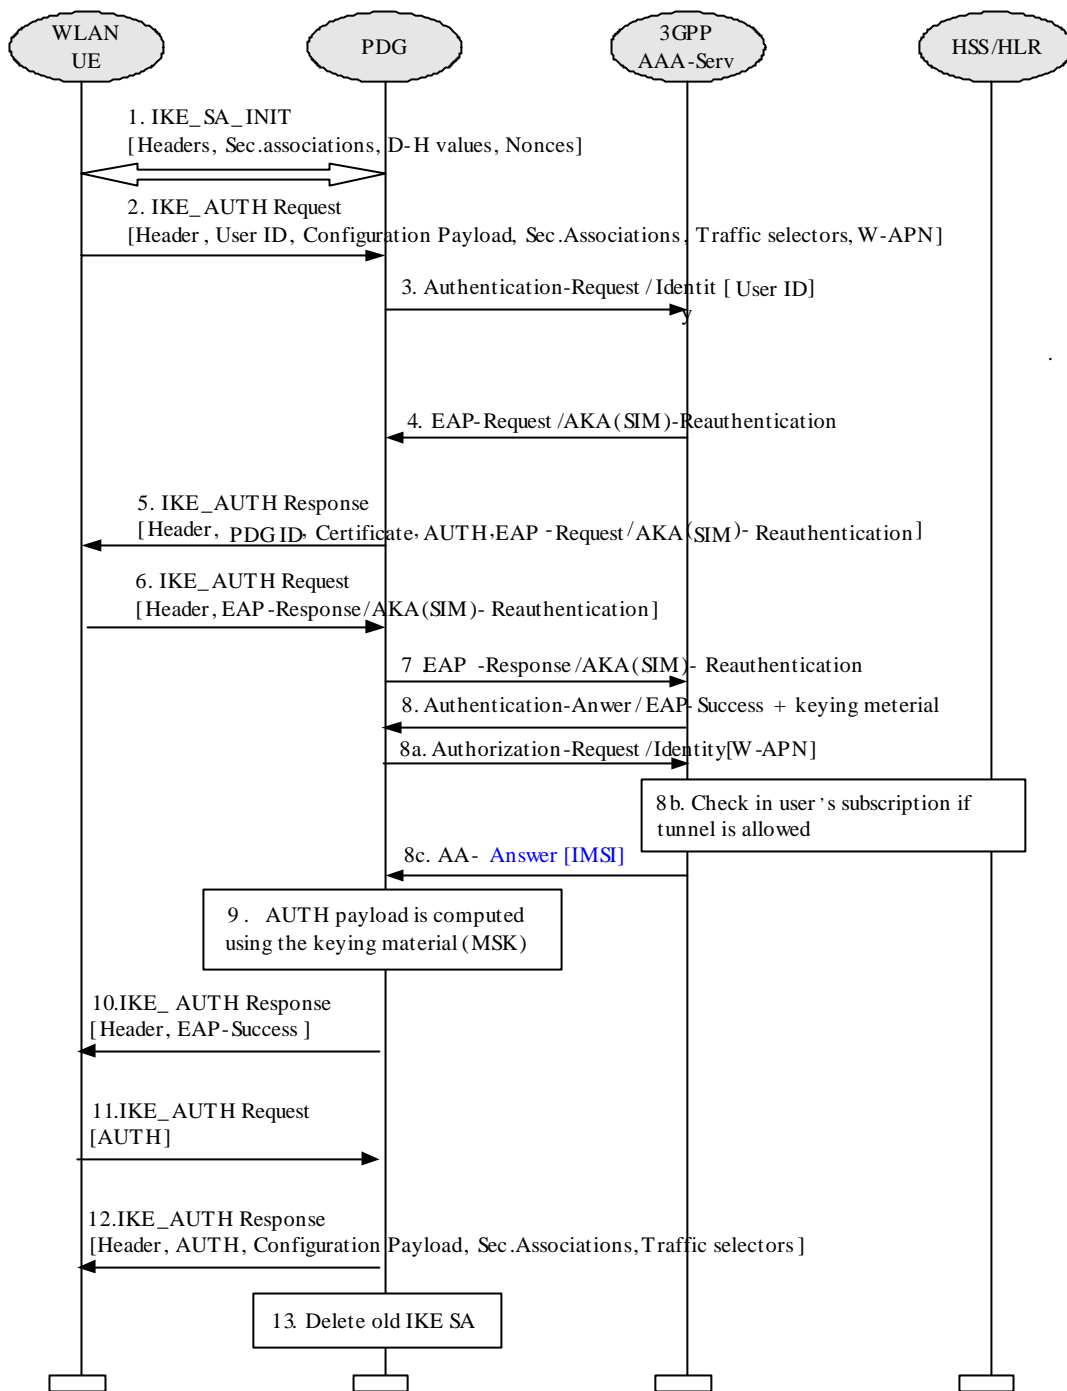 WLAN
UE
PDG
3GPP
AAA-Serv
HSS/HLR
1. IKE_SA_INIT
[Headers, Sec.associations, D-H values, Nonces]
2. IKE_AUTH Request
[Header, User ID, Configuration Payload, Sec.Associations, Traffic selectors, W-APN]
3. Authentication-Request / Identit [ User ID]
y
.
4. EAP-Request /AKA(SIM)-Reauthentication
5. IKE_AUTH Response
[Header, PDG ID, Certificate, AUTH,EAP -Request/AKA(SIM)- Reauthentication]
6. IKE_AUTH Request
[Header, EAP-Response/AKA(SIM)- Reauthentication]
7 .EAP -Response /AKA(SIM)- Reauthentication
8. Authentication-Anwer / EAP-Success + keying meterial
8a. Authorization-Request /Identity[W-APN]
8b. Check in user's subscription if
tunnel is allowed
8c. AA- Answer [IMSI]
9 . AUTH payload is computed
using the keying material (MSK)
10.IKE_ AUTH Response
[Header, EAP-Success ]
11.IKE_AUTH Request
[AUTH]
12.IKE_AUTH Response
[Header, AUTH, Configuration Payload, Sec.Associations,Traffic selectors ]
13. Delete old IKE SA